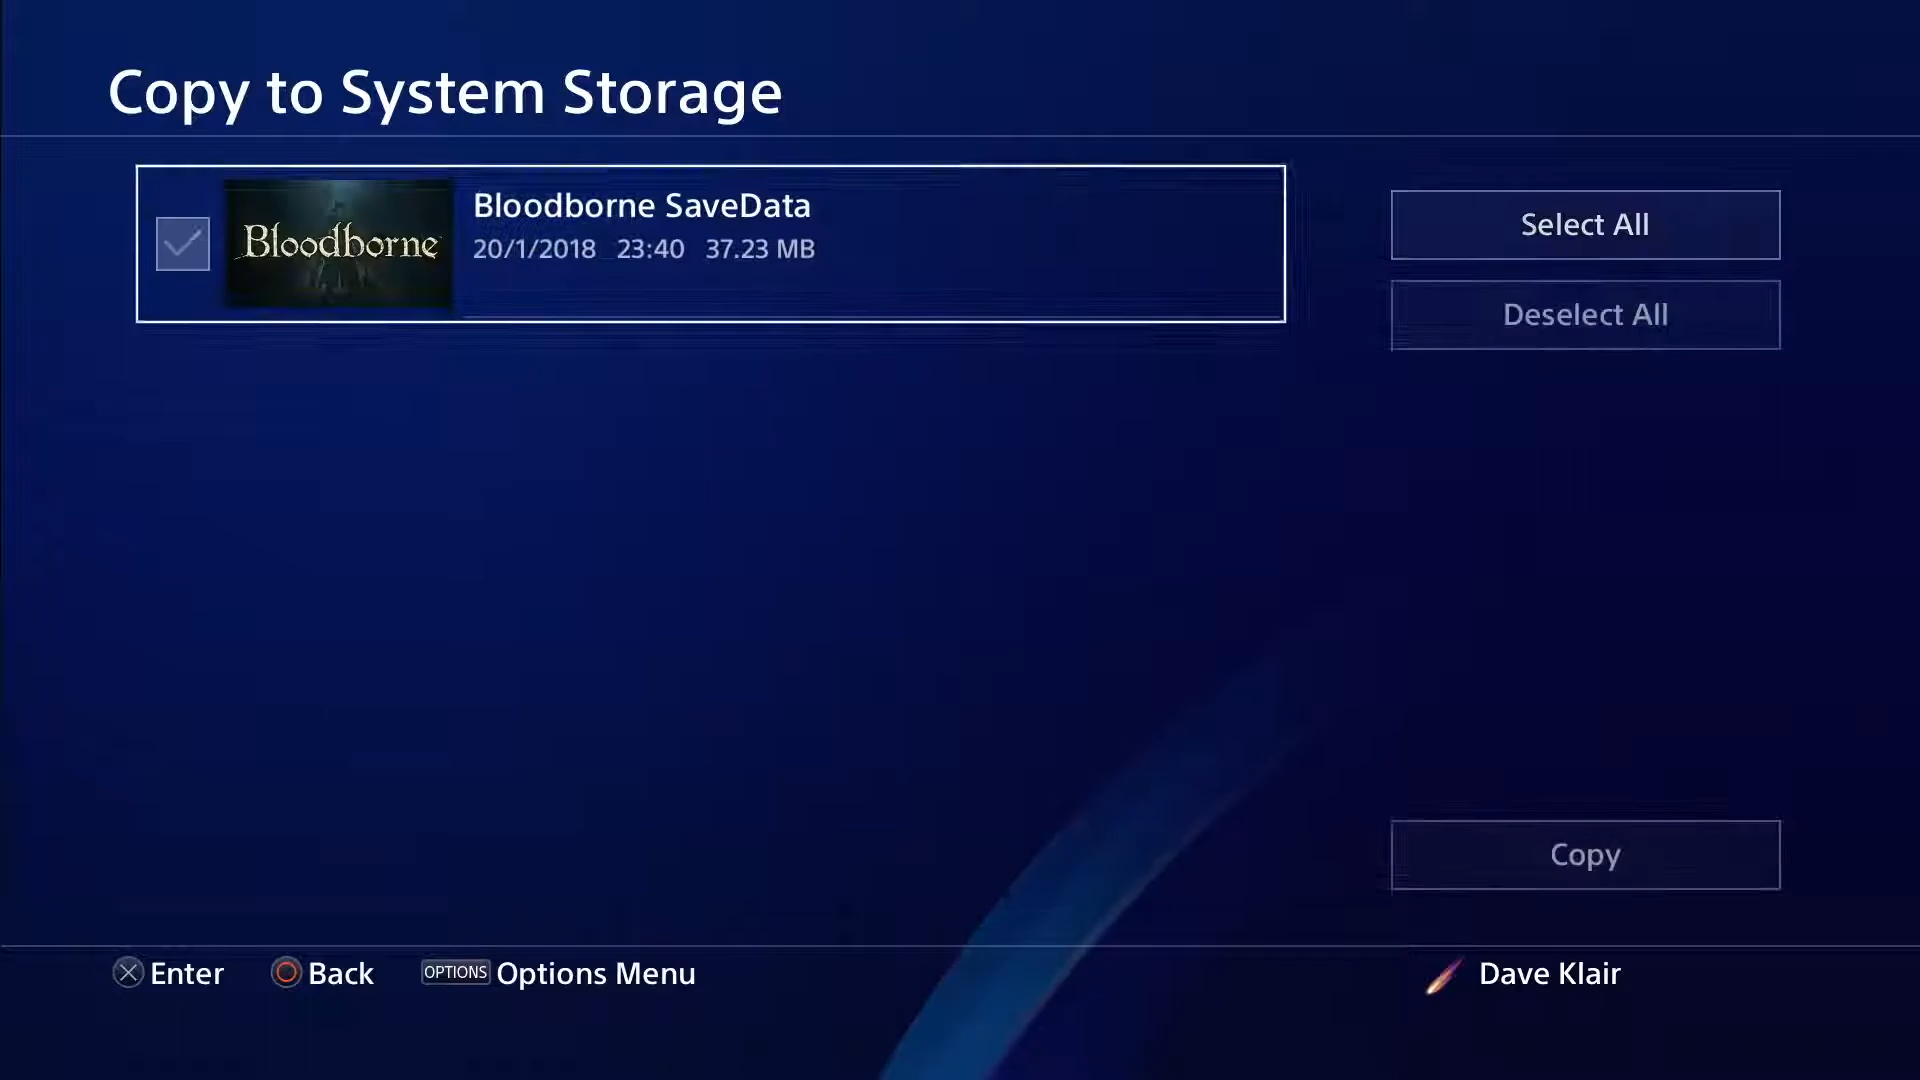 Copy to System Storage
Bloodborne
Bloodborne SaveData
20/1/2018 23:40 37.23 MB
Select All
Deselect All
Copy
Enter
Back
OPTIONS Options Menu
Dave Klair